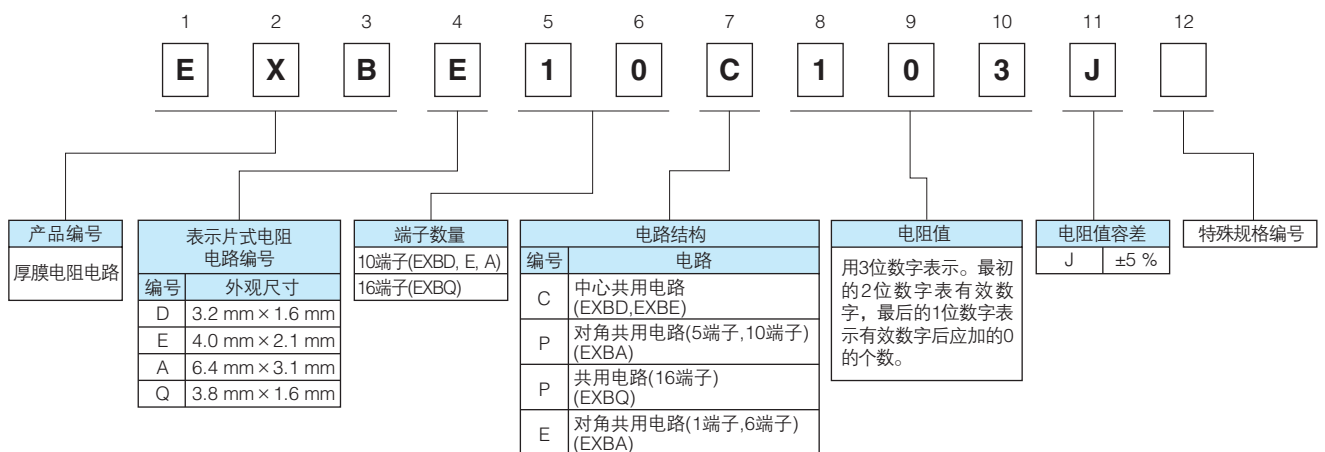 1 2 3 4 5 6 7 8 9 10 11 12
E X B E 1 0 C 1 0 3 J
产品编号
厚膜电阻电路
表示片式电阻
电路编号
编号 外观尺寸
D 3.2 mm × 1.6 mm
E 4.0 mm × 2.1 mm
A 6.4 mm × 3.1 mm
Q 3.8 mm × 1.6 mm
端子数量
10端子(EXBD, E, A)
16端子(EXBQ)
电路结构
编号 电路
C 中心共用电路
(EXBD,EXBE)
P 对角共用电路(5端子,10端子)
(EXBA)
P 共用电路(16端子)
(EXBQ)
E 对角共用电路(1端子,6端子)
(EXBA)
电阻值
用3位数字表示。最初
的2位数字表有效数
字，最后的1位数字表
示有效数字后应加的0
的个数。
电阻值容差
J ±5 %
特殊规格编号